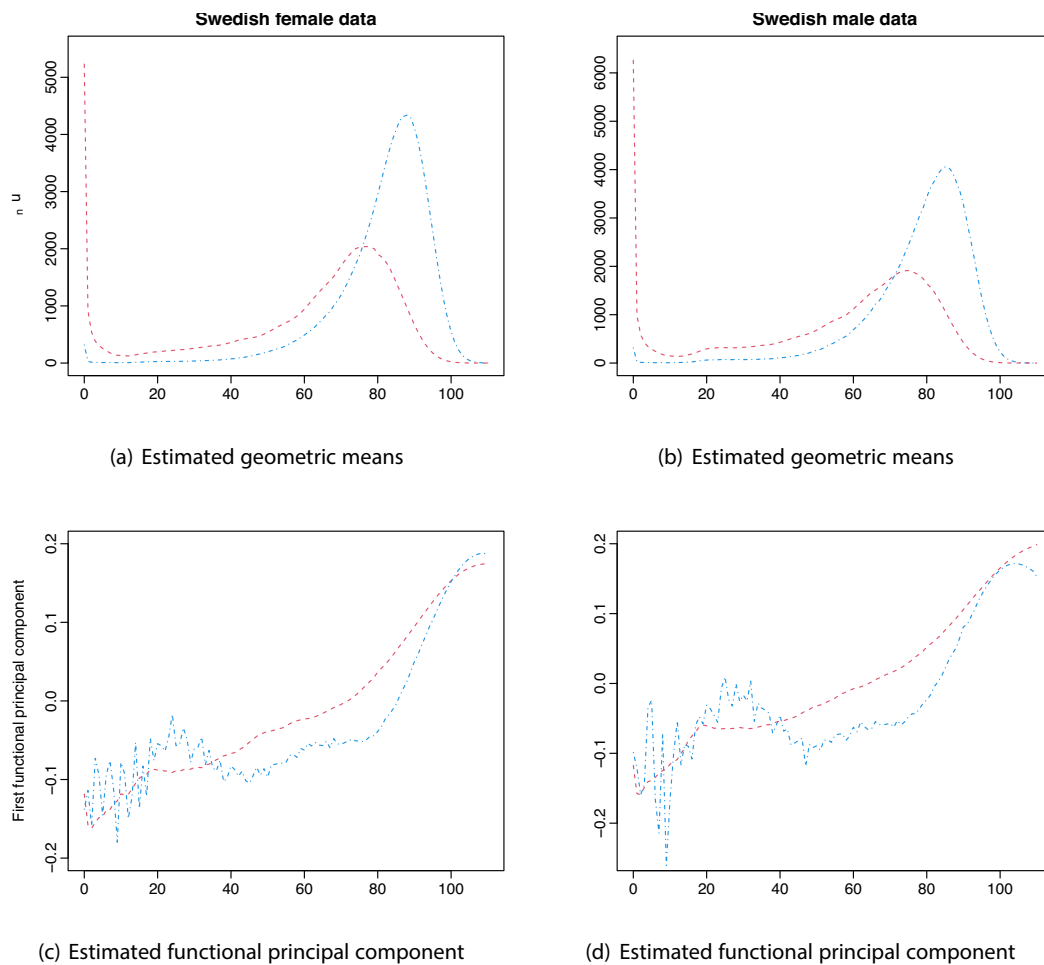 Swedish female data
Swedish male data
5000
4000
3000
2000
1000
0
n u
0 20 40 60 80 100
6000
5000
4000
3000
2000
1000
0
0 20 40 60 80 100
(a) Estimated geometric means
(b) Estimated geometric means
First functional principal component
0.2
0.1
0.0
−0.1
−0.2
0 20 40 60 80 100
0.2
0.1
0.0
−0.1
−0.2
0 20 40 60 80 100
(c) Estimated functional principal component
(d) Estimated functional principal component